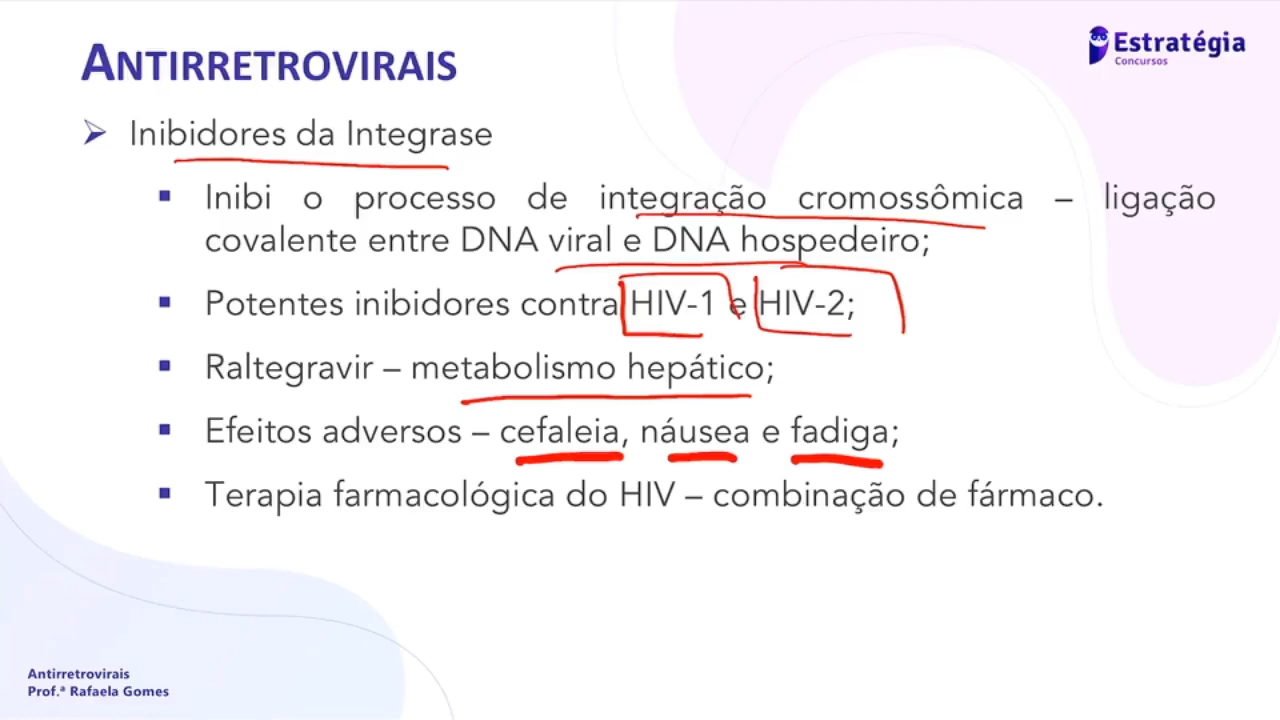 ANTIRRETROVIRAIS
Estratégia
Concursos
Inibidores da Integrase
Inibi o processo de integração cromossômica – ligação
covalente entre DNA viral e DNA hospedeiro;
Potentes inibidores contra HIV-1 e HIV-2;
Raltegravir – metabolismo hepático;
Efeitos adversos – cefaleia, náusea e fadiga;
Terapia farmacológica do HIV – combinação de fármaco.
Antirretrovirais
Prof.ª Rafaela Gomes